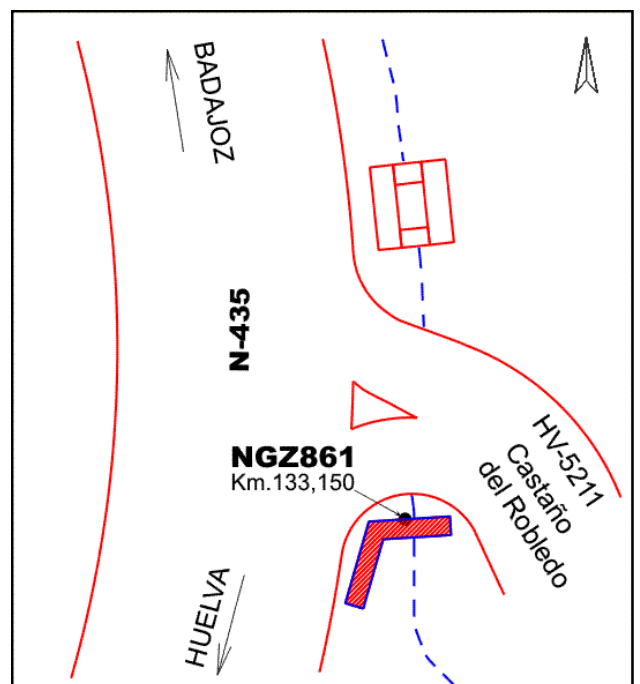 BADAJOZ
N-435
NGZ861
Km.133,150
HV-5211
Castaño
del Robledo
HUELVA